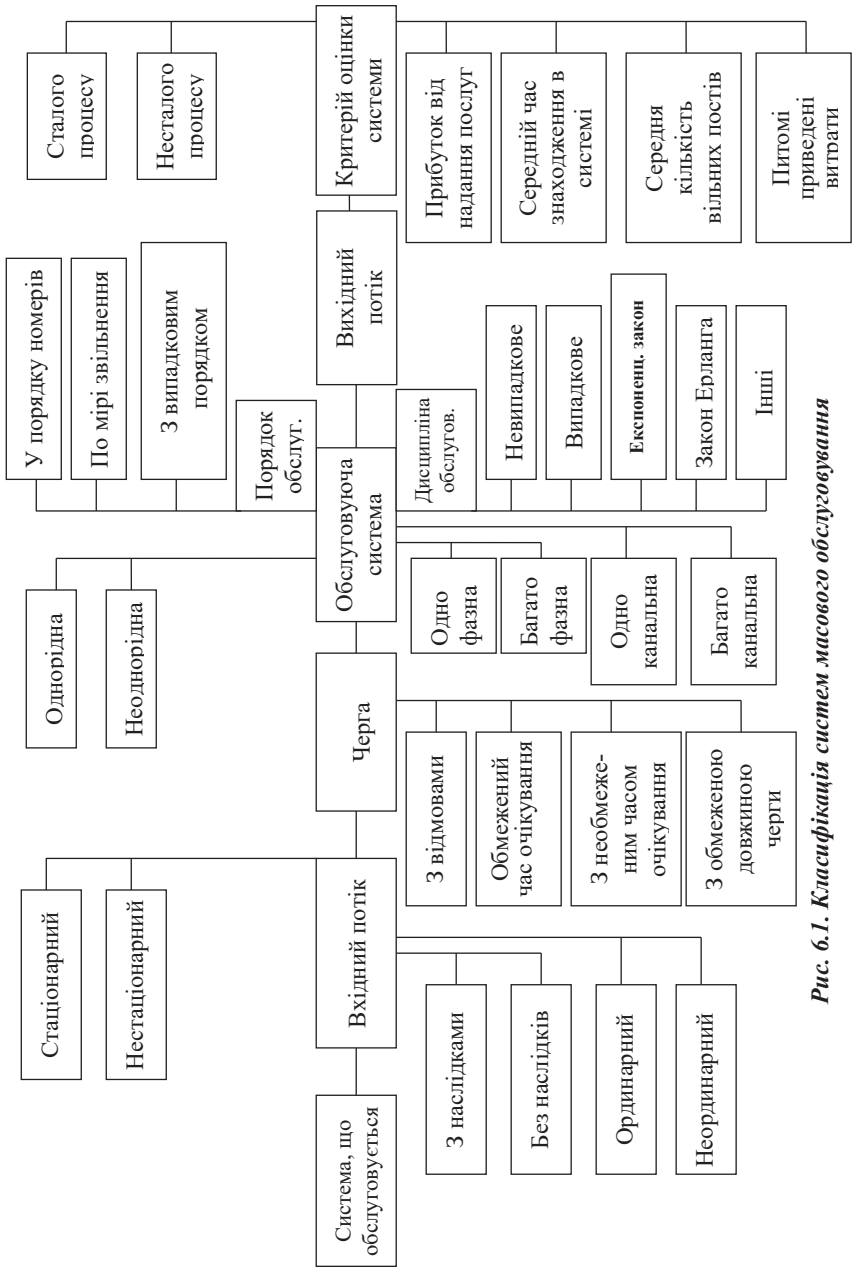 Стаціонарний
Нестаціонарний
Однорідна
Неоднорідна
У порядку номерів
По мірі звільнення
З випадковим
порядком
Сталого
процесу
Несталого
процесу
Порядок
обслуг.
Система, що
обслуговується
Вхідний потік
Черга
Обслуговуюча
система
Вихідний
потік
Критерій оцінки
системи
Дисципліна
обслугов.
З наслідками
Без наслідків
Ординарний
Неординарний
З відмовами
Обмежений
час очікування
З необмеже-
ним часом
очікування
З обмеженою
довжиною
черги
Одно
фазна
Багато
фазна
Одно
канальна
Багато
канальна
Невипадкове
Випадкове
Експоненц. закон
Закон Ерланга
Інші
Прибуток від
надання послуг
Середній час
знаходження в
системі
Середня
кількість
вільних постів
Питомі
приведені
витрати
Рис. 6.1. Класифікація систем масового обслуговування